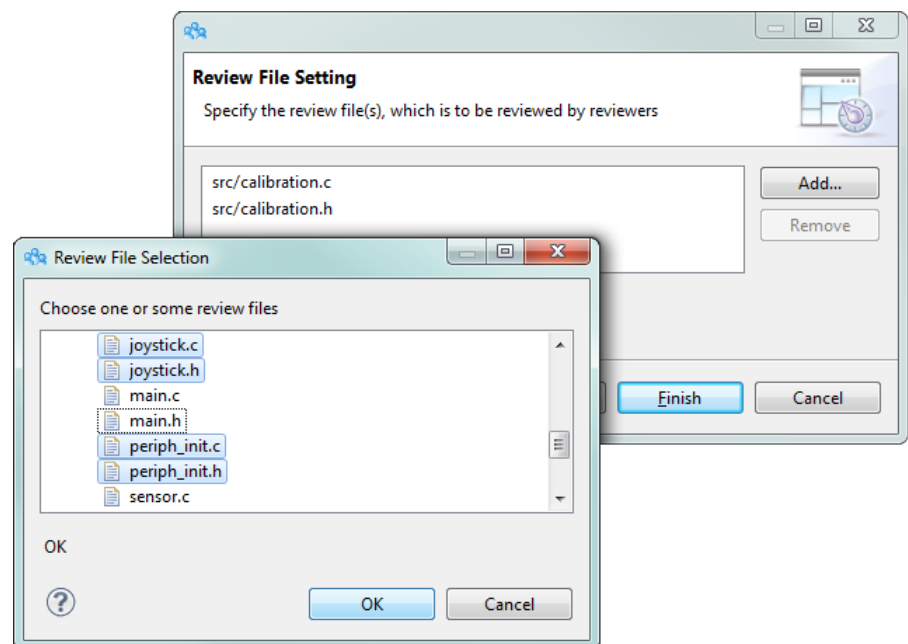 Review File Setting
Specify the review file(s), which is to be reviewed by reviewers
src/calibration.c
src/calibration.h
Add...
Remove
Finish
Cancel
Review File Selection
Choose one or some review files
joystick.c
joystick.h
main.c
main.h
periph_init.c
periph_init.h
sensor.c
OK
?
OK
Cancel